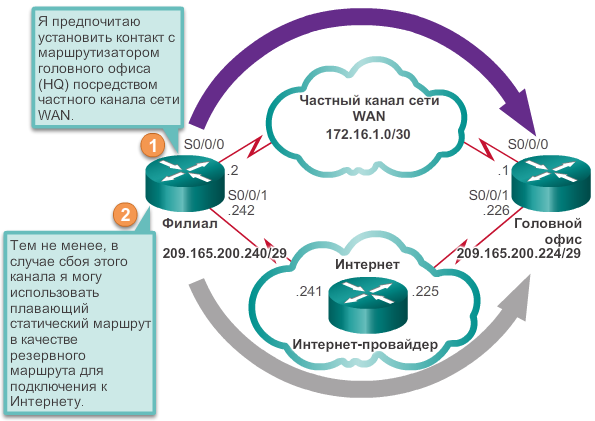 Я предпочитаю
установить контакт с
маршрутизатором
головного офиса
(HQ) посредством
частного канала сети
WAN.
Частный канал сети
WAN
172.16.1.0/30
1
S0/0/0
S0/0/0
.2
.1
S0/0/1
.242
S0/0/1
.226
2
Филиал
Головной
офис
209.165.200.240/29
209.165.200.224/29
Тем не менее, в
случае сбоя этого
канала я могу
использовать
плавающий
статический маршрут
в качестве
резервного
маршрута для
подключения к
Интернету.
Интернет
.241
.225
Интернет-провайдер